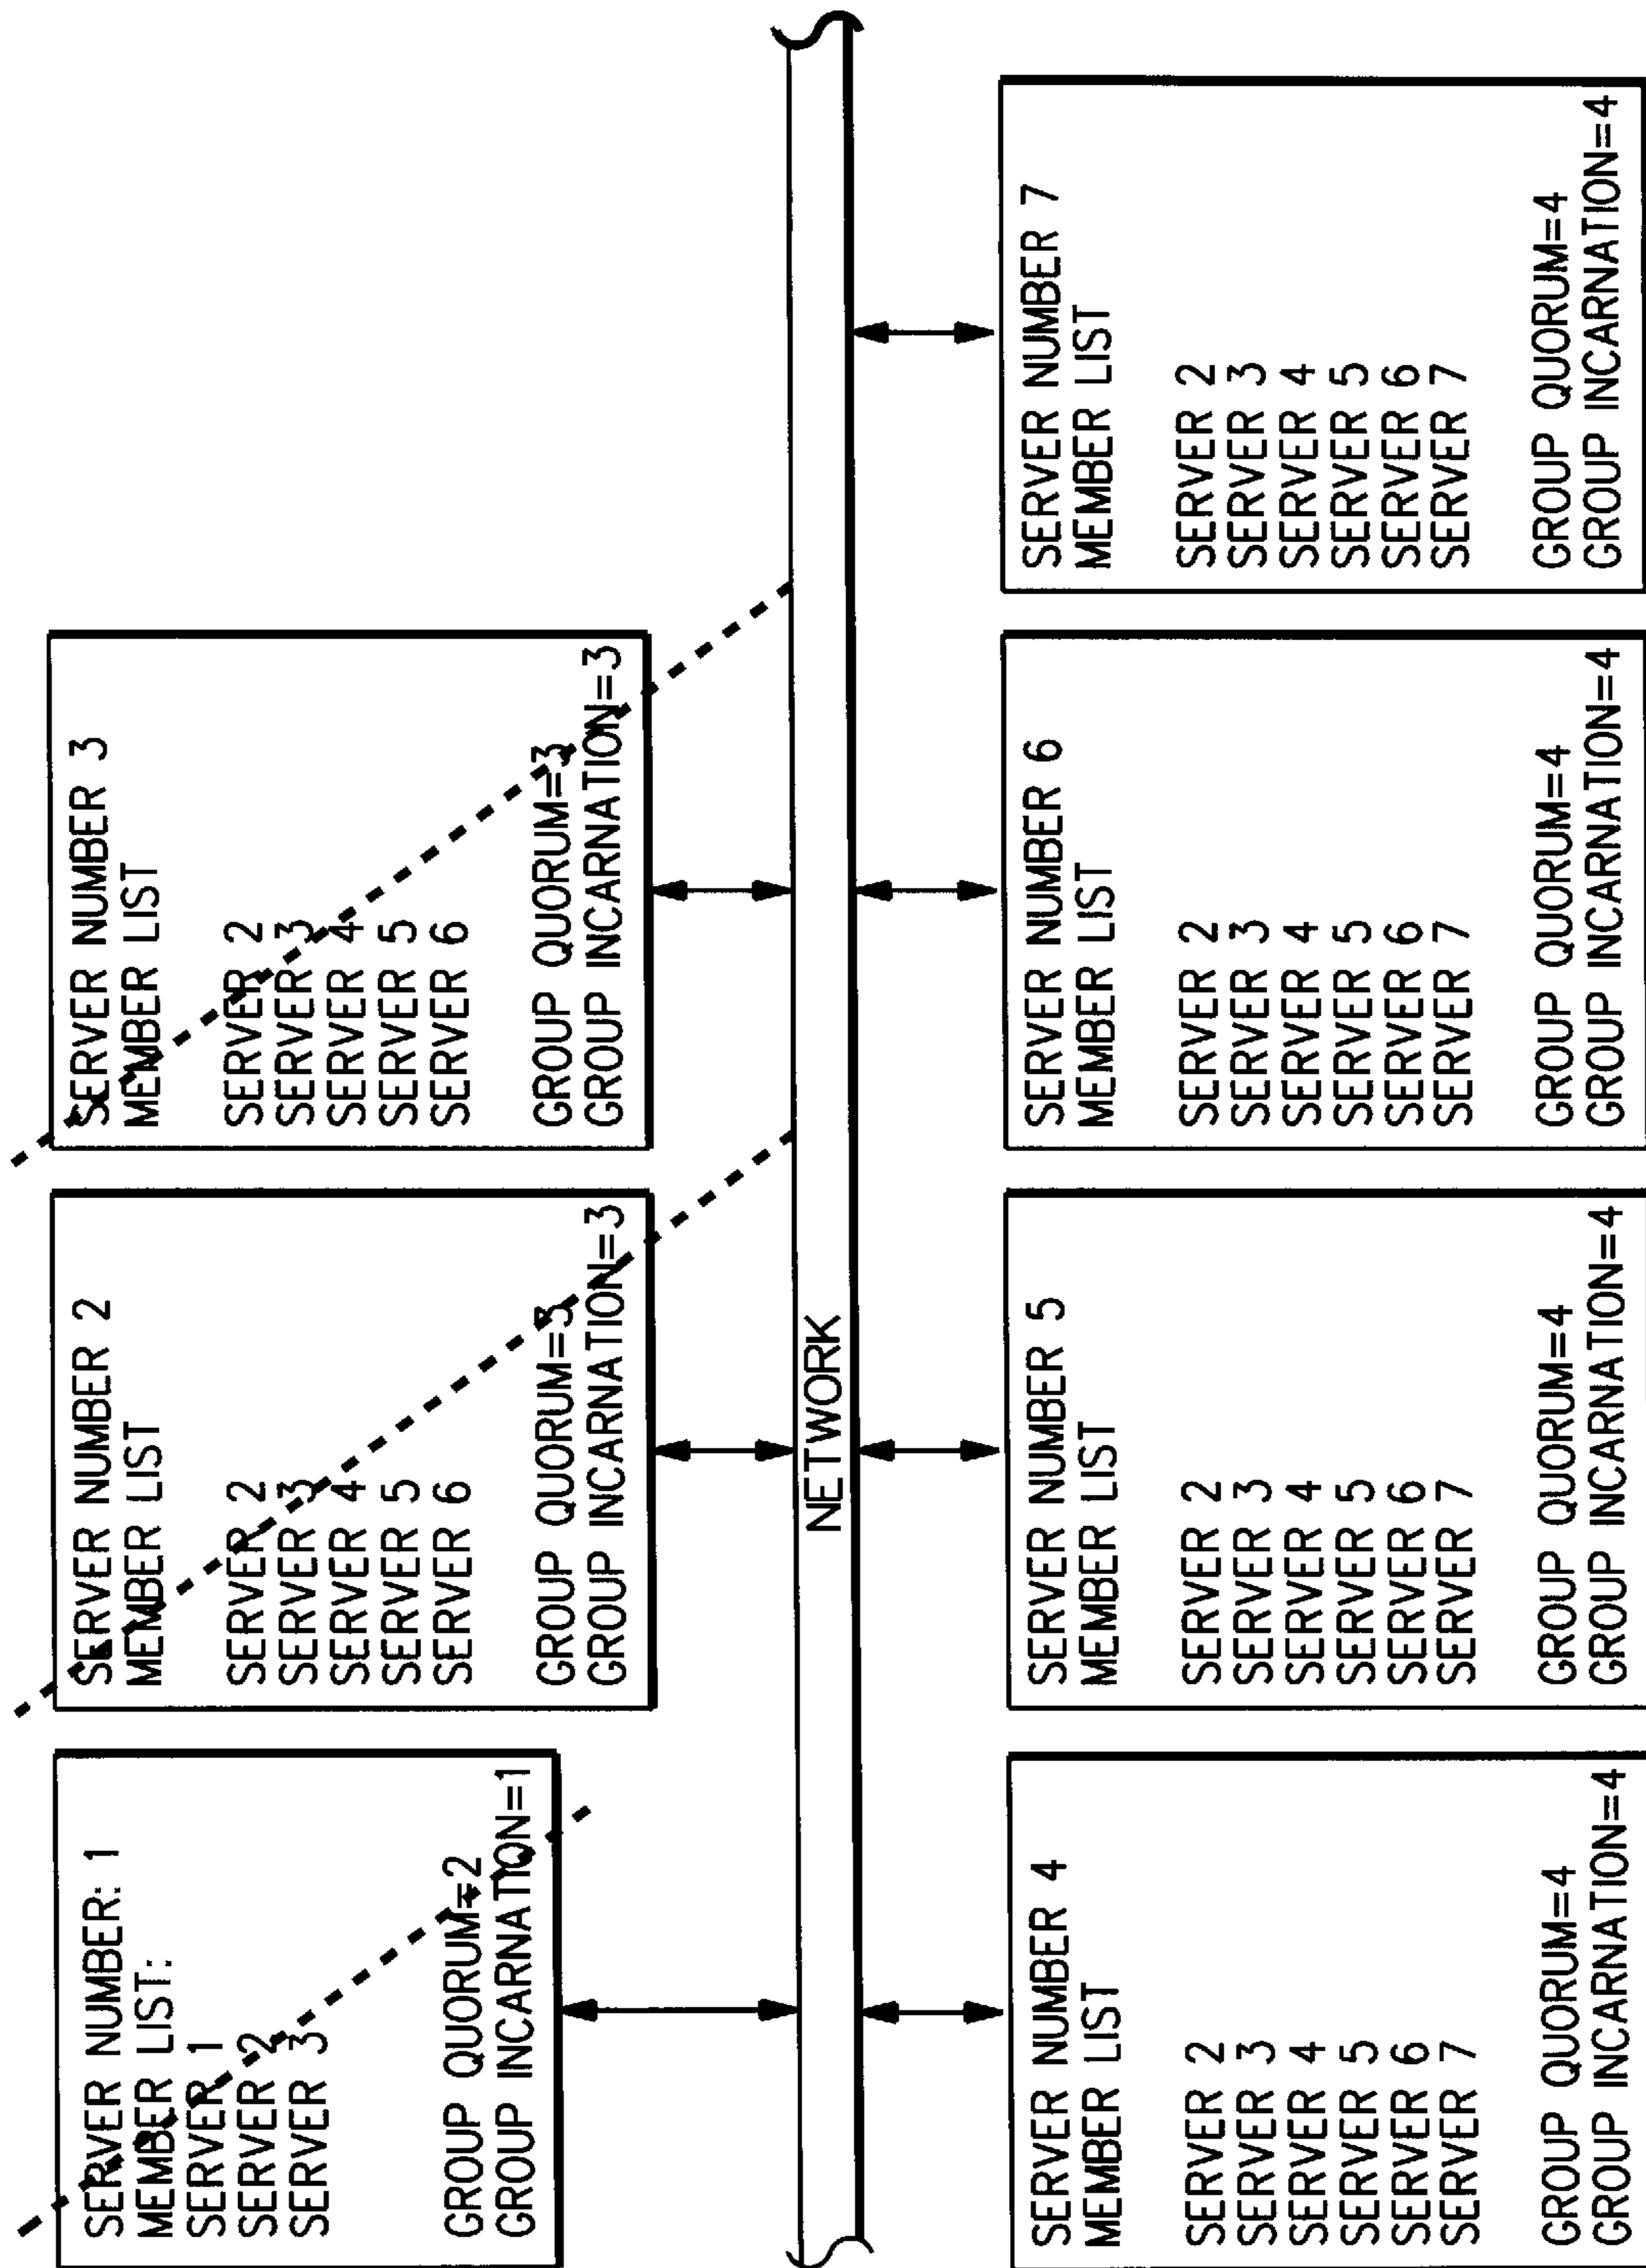 SERVER NUMBER: 1
MEMBER LIST:
SERVER 1
SERVER 2
SERVER 3
GROUP QUORUM=2
GROUP INCARNATION=1
SERVER NUMBER 2
MEMBER LIST
SERVER 2
SERVER 3
SERVER 4
SERVER 5
SERVER 6
GROUP QUORUM=3
GROUP INCARNATION=3
SERVER NUMBER 3
MEMBER LIST
SERVER 2
SERVER 3
SERVER 4
SERVER 5
SERVER 6
GROUP QUORUM=3
GROUP INCARNATION=3
NETWORK
SERVER NUMBER 4
MEMBER LIST
SERVER 2
SERVER 3
SERVER 4
SERVER 5
SERVER 6
SERVER 7
GROUP QUORUM=4
GROUP INCARNATION=4
SERVER NUMBER 5
MEMBER LIST
SERVER 2
SERVER 3
SERVER 4
SERVER 5
SERVER 6
SERVER 7
GROUP QUORUM=4
GROUP INCARNATION=4
SERVER NUMBER 6
MEMBER LIST
SERVER 2
SERVER 3
SERVER 4
SERVER 5
SERVER 6
SERVER 7
GROUP QUORUM=4
GROUP INCARNATION=4
SERVER NUMBER 7
MEMBER LIST
SERVER 2
SERVER 3
SERVER 4
SERVER 5
SERVER 6
SERVER 7
GROUP QUORUM=4
GROUP INCARNATION=4